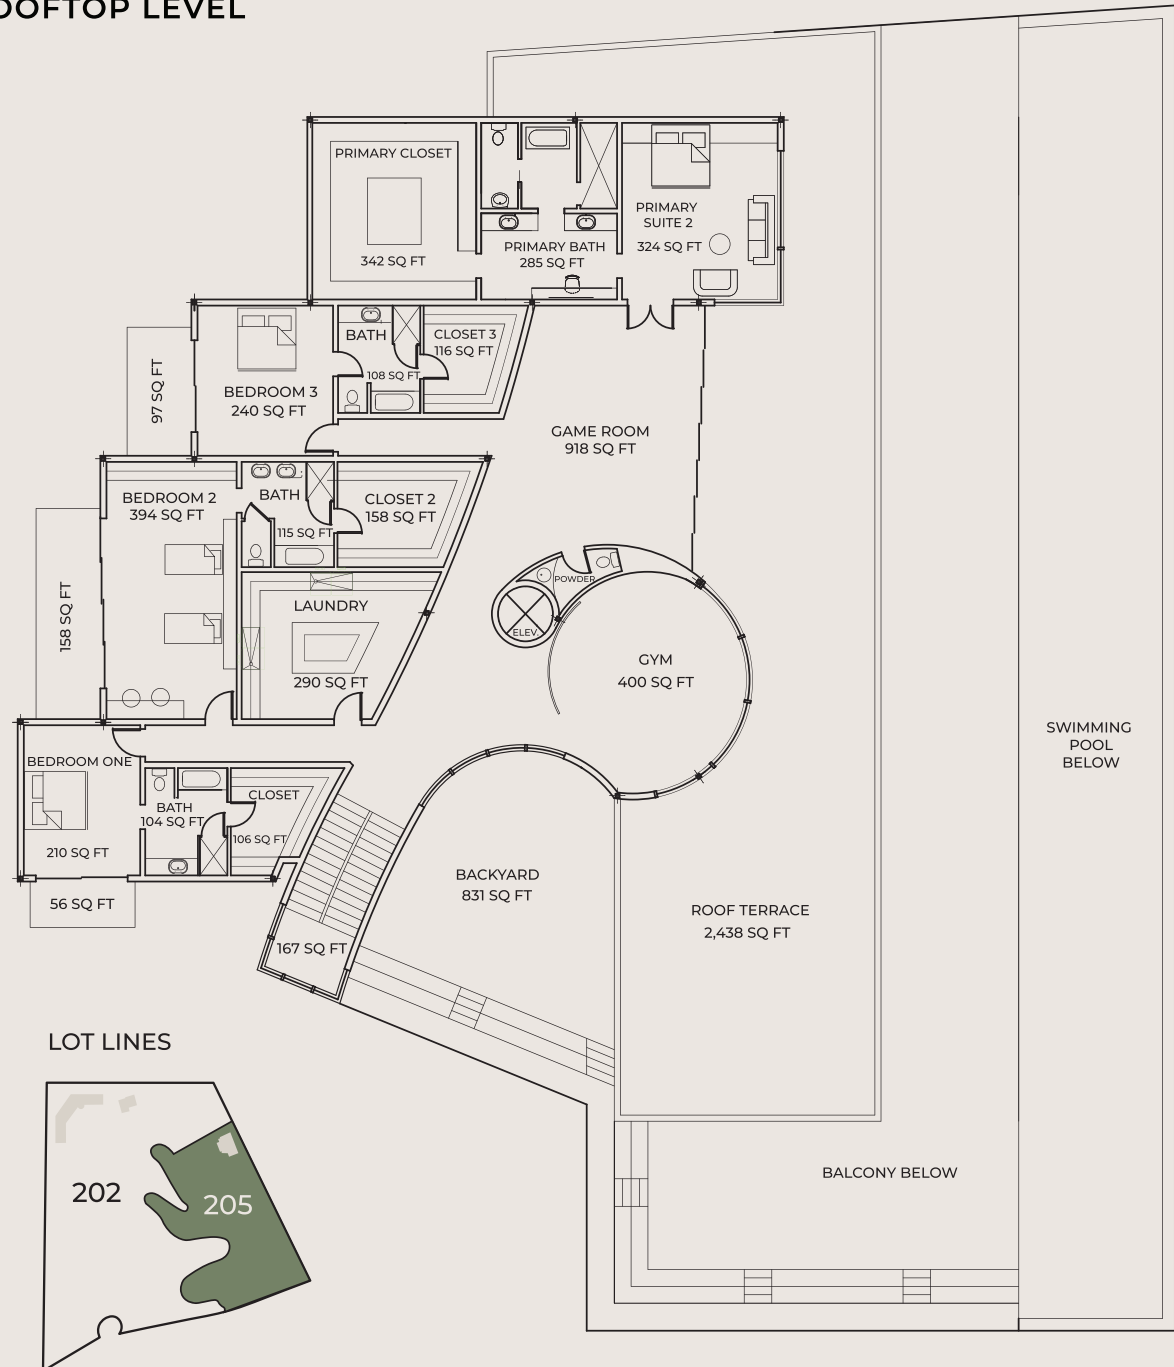 OOFTOP LEVEL
PRIMARY CLOSET
342 SQ FT
PRIMARY BATH
285 SQ FT
PRIMARY
SUITE 2
324 SQ FT
BATH
108 SQ FT
CLOSET 3
116 SQ FT
97 SQ FT
BEDROOM 3
240 SQ FT
GAME ROOM
918 SQ FT
BEDROOM 2
394 SQ FT
BATH
115 SQ FT
CLOSET 2
158 SQ FT
158 SQ FT
LAUNDRY
290 SQ FT
POWDER
ELEV.
GYM
400 SQ FT
SWIMMING
POOL
BELOW
BEDROOM ONE
210 SQ FT
BATH
104 SQ FT
CLOSET
106 SQ FT
56 SQ FT
BACKYARD
831 SQ FT
167 SQ FT
ROOF TERRACE
2,438 SQ FT
LOT LINES
202
205
BALCONY BELOW